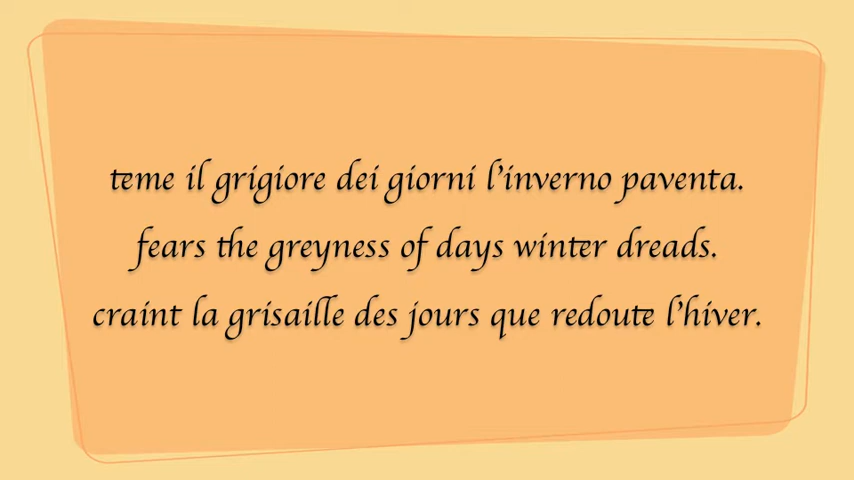 teme il grigiore dei giorni l'inverno paventa.
fears the greyness of days winter dreads.
craint la grisaille des jours que redoute l'hiver.